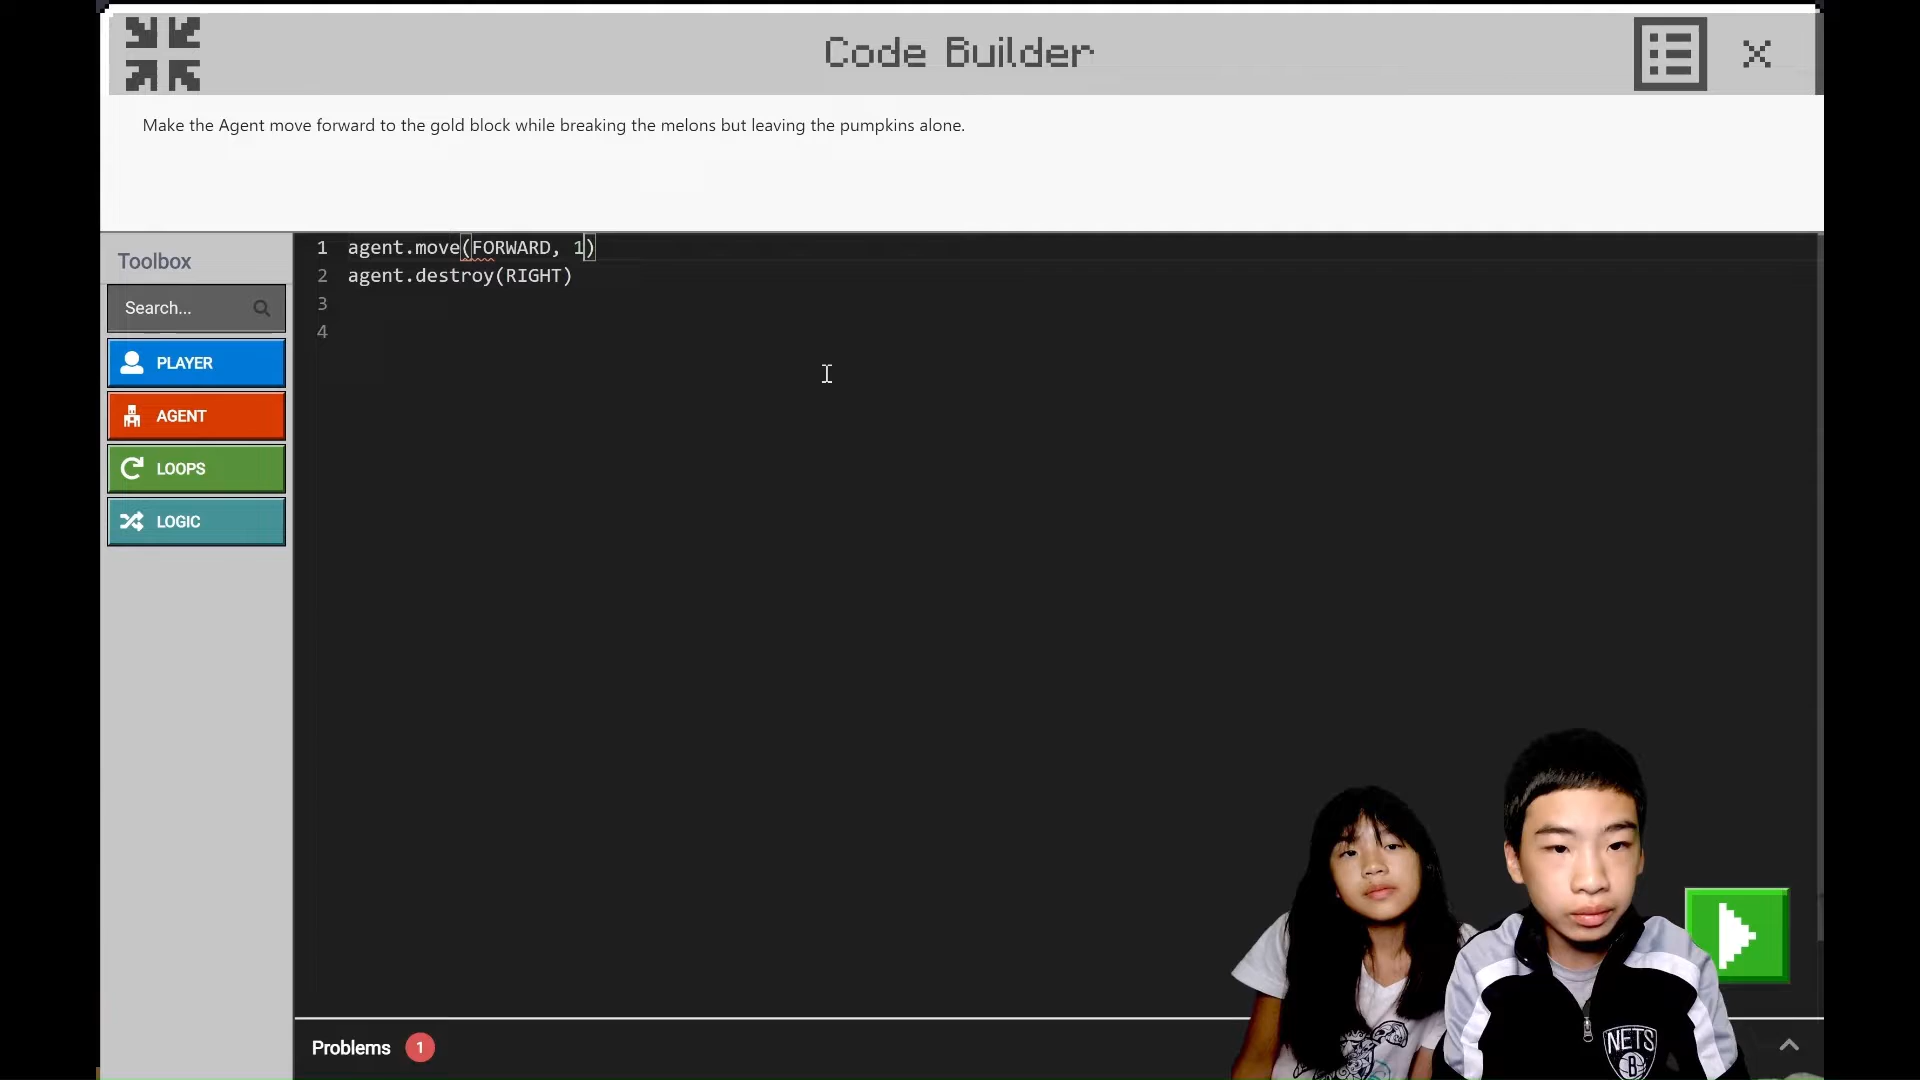 Code Builder
Make the Agent move forward to the gold block while breaking the melons but leaving the pumpkins alone.
Toolbox
Search...
PLAYER
AGENT
LOOPS
LOGIC
1 agent.move(FORWARD, 1)
2 agent.destroy(RIGHT)
3
4
Problems 1
NETS
B